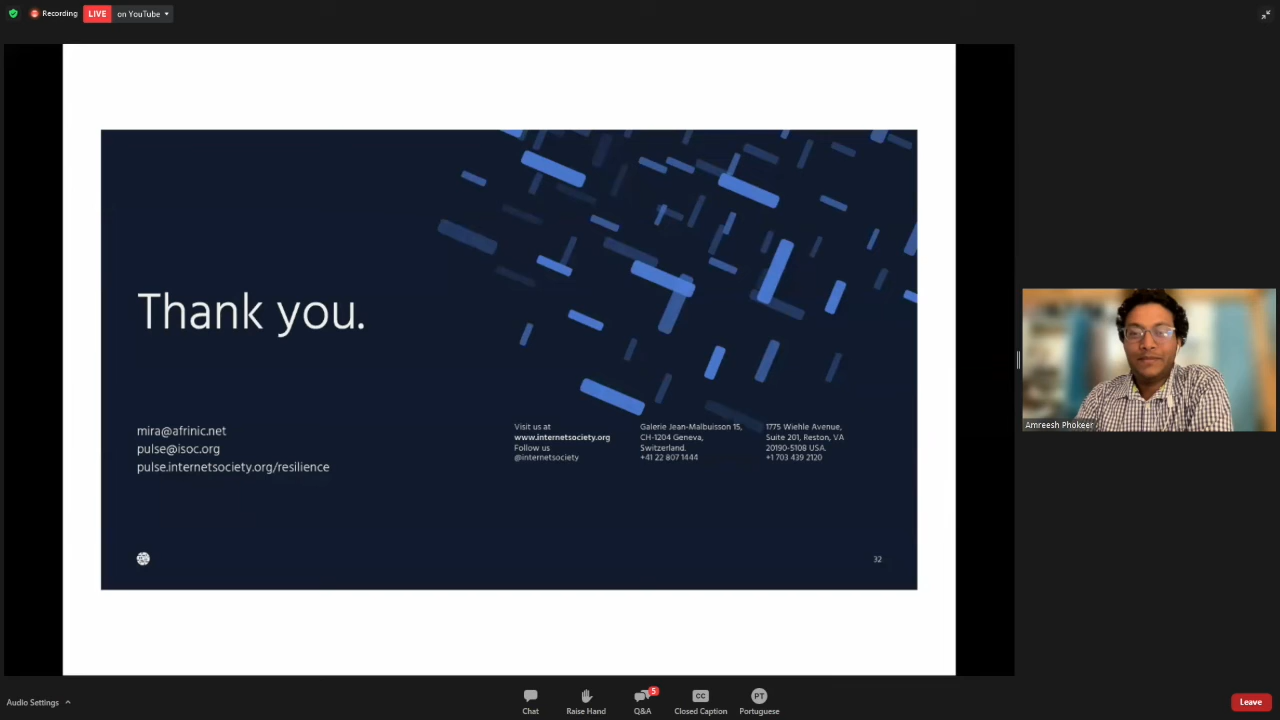 Recording
LIVE
on YouTube
Thank you.
mira@afrinic.net
pulse@isoc.org
pulse.internetsociety.org/resilience
Visit us at
www.internetsociety.org
Follow us
@internetsociety
Galerie Jean-Malbuisson 15,
CH-1204 Geneva,
Switzerland.
+41 22 807 1444
1775 Wiehle Avenue,
Suite 201, Reston, VA
20190-5108 USA.
+1 703 439 2120
32
Amreesh Phokeer
Audio Settings
Chat
Raise Hand
5
Q&A
CC
Closed Caption
PT
Portuguese
Leave